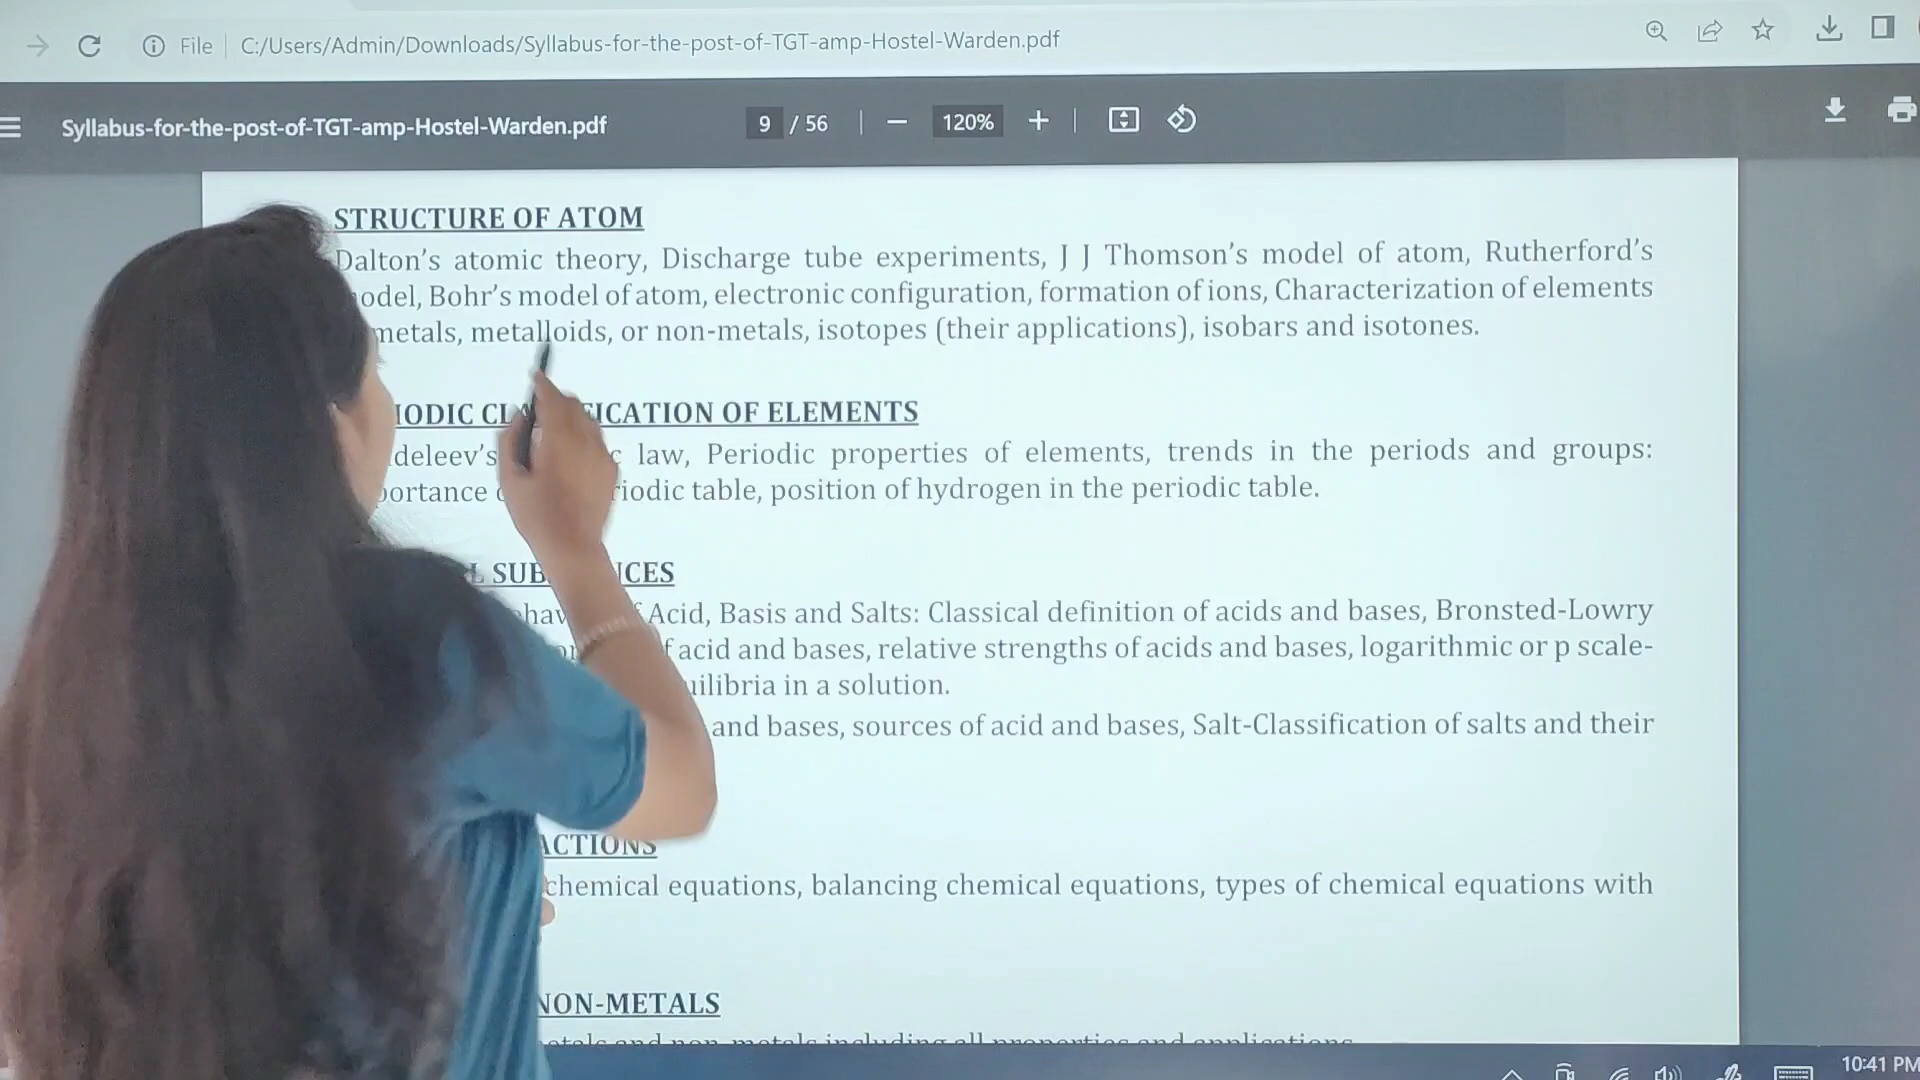 File C:/Users/Admin/Downloads/Syllabus-for-the-post-of-TGT-amp-Hostel-Warden.pdf
Syllabus-for-the-post-of-TGT-amp-Hostel-Warden.pdf 9 / 56 120%
STRUCTURE OF ATOM
Dalton's atomic theory, Discharge tube experiments, J J Thomson's model of atom, Rutherford's
odel, Bohr's model of atom, electronic configuration, formation of ions, Characterization of elements
metals, metalloids, or non-metals, isotopes (their applications), isobars and isotones.
IODIC CL ICATION OF ELEMENTS
deleev's c law, Periodic properties of elements, trends in the periods and groups:
portance riodic table, position of hydrogen in the periodic table.
L SUB CES
hav f Acid, Basis and Salts: Classical definition of acids and bases, Bronsted-Lowry
f acid and bases, relative strengths of acids and bases, logarithmic or p scale-
uilibria in a solution.
and bases, sources of acid and bases, Salt-Classification of salts and their
ACTIONS
chemical equations, balancing chemical equations, types of chemical equations with
NON-METALS
etals and non-metals including all properties and applications
10:41 PM